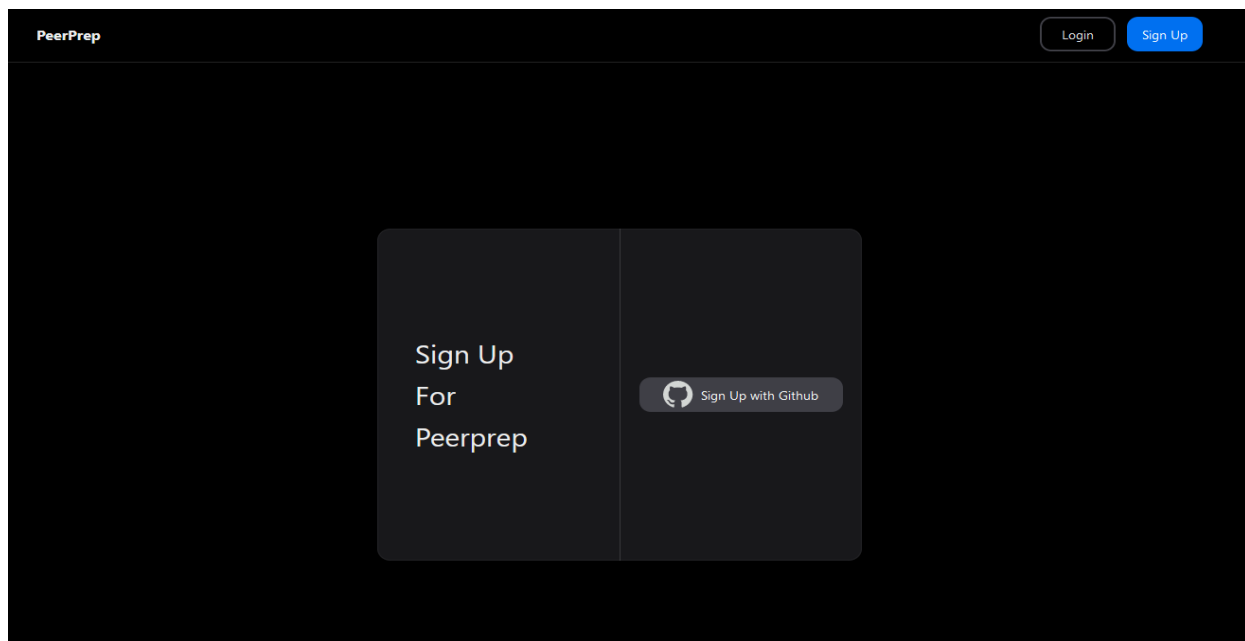 PeerPrep
Login
Sign Up
Sign Up
For
Peerprep
Sign Up with Github